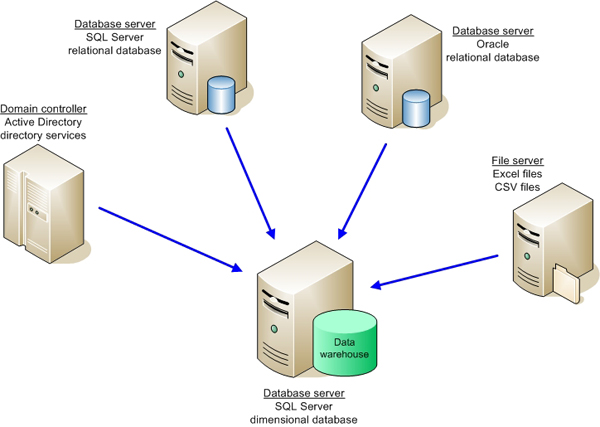 Database server
SQL Server
relational database
Database server
Oracle
relational database
Domain controller
Active Directory
directory services
File server
Excel files
CSV files
Data
warehouse
Database server
SQL Server
dimensional database